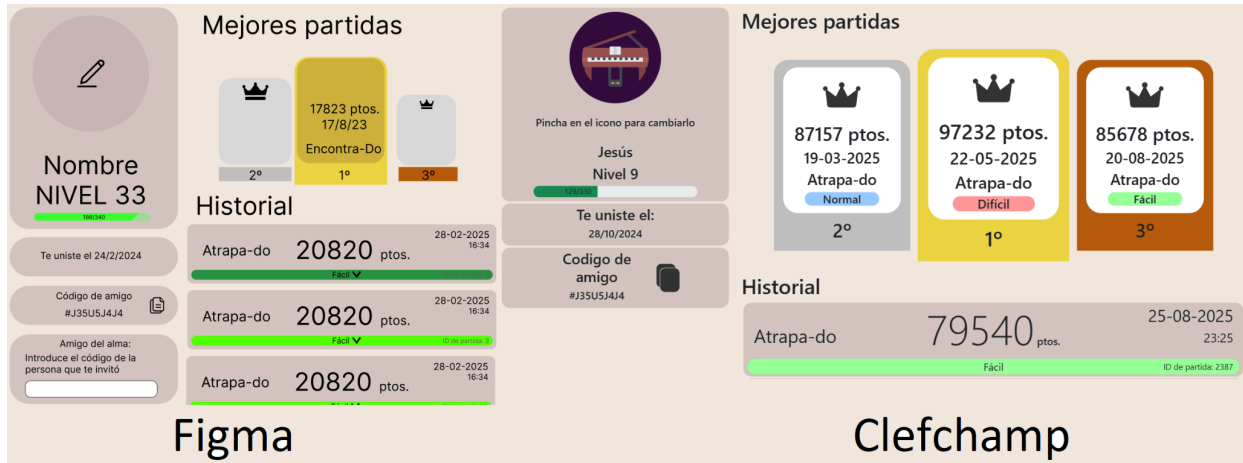 Nombre
NIVEL 33
198/340
Te uniste el 24/2/2024
Código de amigo
#J35U5J4J4
Amigo del alma:
Introduce el código de la
persona que te invitó
Mejores partidas
17823 ptos.
17/8/23
Encontra-Do
2º
1º
3º
Historial
Atrapa-do
20820 ptos.
28-02-2025
16:34
Fácil
Atrapa-do
20820 ptos.
28-02-2025
16:34
Fácil
ID de partida: 3
Atrapa-do
20820 ptos.
28-02-2025
16:34
Figma
Pincha en el icono para cambiarlo
Jesús
Nivel 9
129/330
Te uniste el:
28/10/2024
Codigo de
amigo
#J35U5J4J4
Mejores partidas
87157 ptos.
19-03-2025
Atrapa-do
Normal
2º
97232 ptos.
22-05-2025
Atrapa-do
Difícil
1º
85678 ptos.
20-08-2025
Atrapa-do
Fácil
3º
Historial
Atrapa-do
79540 ptos.
25-08-2025
23:25
Fácil
ID de partida: 2387
Clefchamp